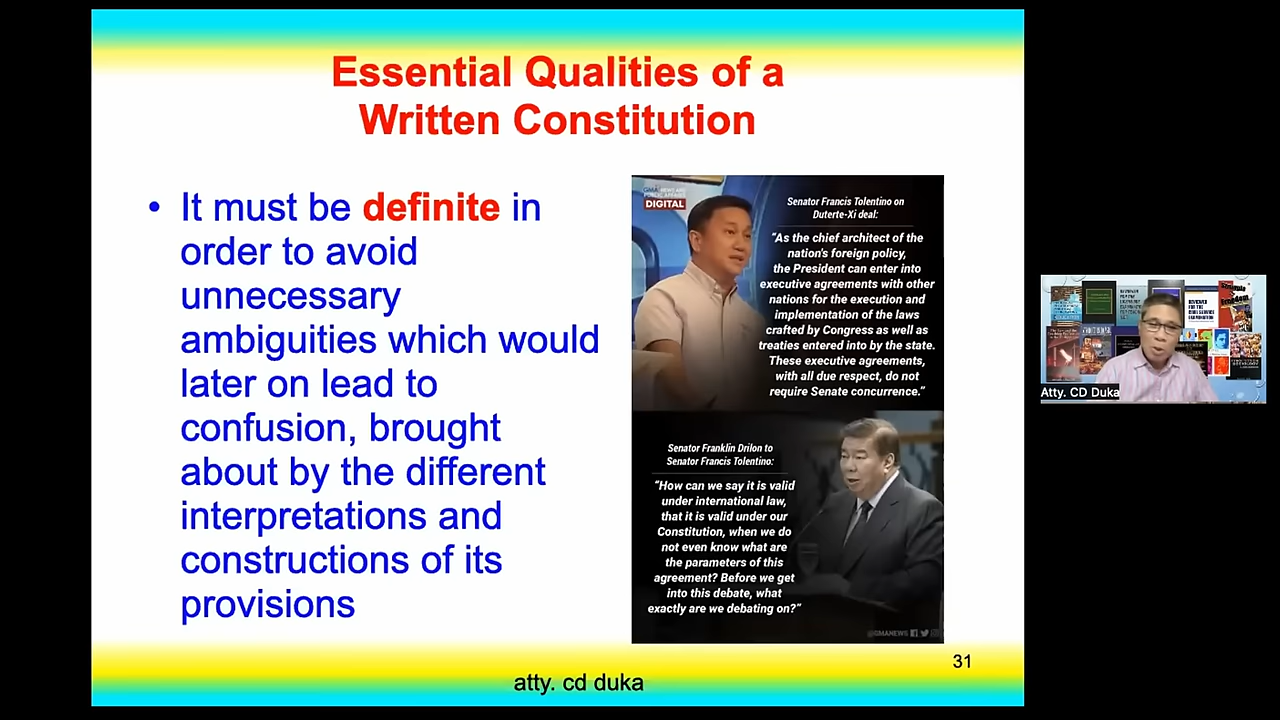 Essential Qualities of a
Written Constitution
• It must be definite in
order to avoid
unnecessary
ambiguities which would
later on lead to
confusion, brought
about by the different
interpretations and
constructions of its
provisions
DIGITAL
Senator Francis Tolentino on
Duterte-Xi deal:
"As the chief architect of the
nation's foreign policy,
the President can enter into
executive agreements with other
nations for the execution and
implementation of the laws
crafted by Congress as well as
treaties entered into by the state.
These executive agreements,
with all due respect, do not
require Senate concurrence."
Senator Franklin Drilon to
Senator Francis Tolentino:
"How can we say it is valid
under international law,
that it is valid under our
Constitution, when we do
not even know what are
the parameters of this
agreement? Before we get
into this debate, what
exactly are we debating on?"
@GMANEWS
31
atty. cd duka
Atty. CD Duka